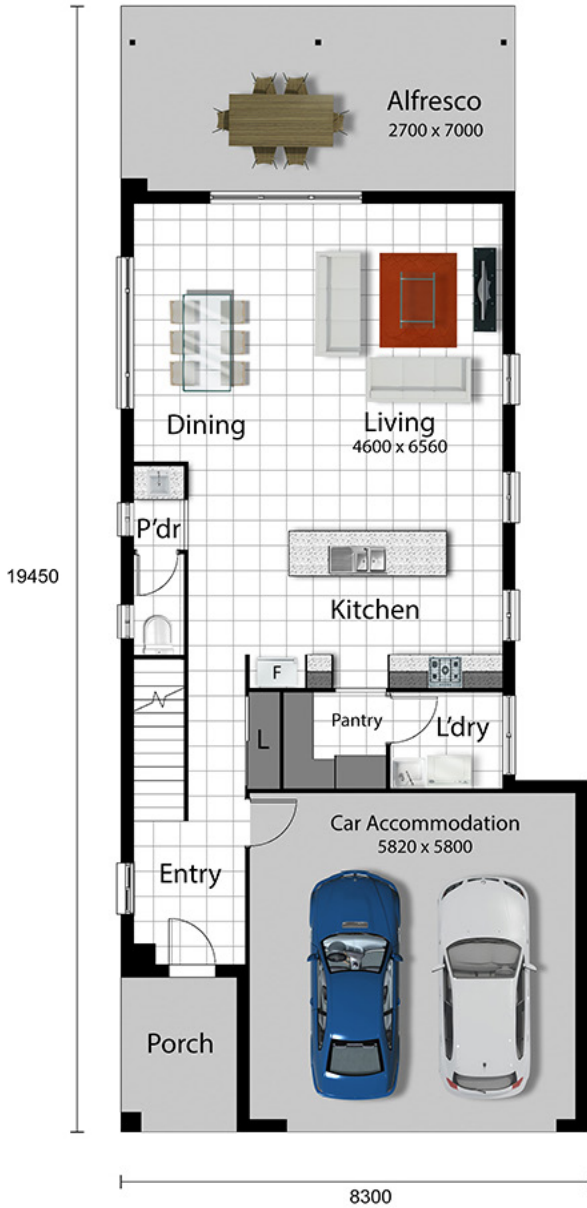 Alfresco
2700 x 7000
Dining
Living
4600 x 6560
P'dr
19450
Kitchen
F
L
Pantry
L'dry
Car Accommodation
5820 x 5800
Entry
Porch
8300